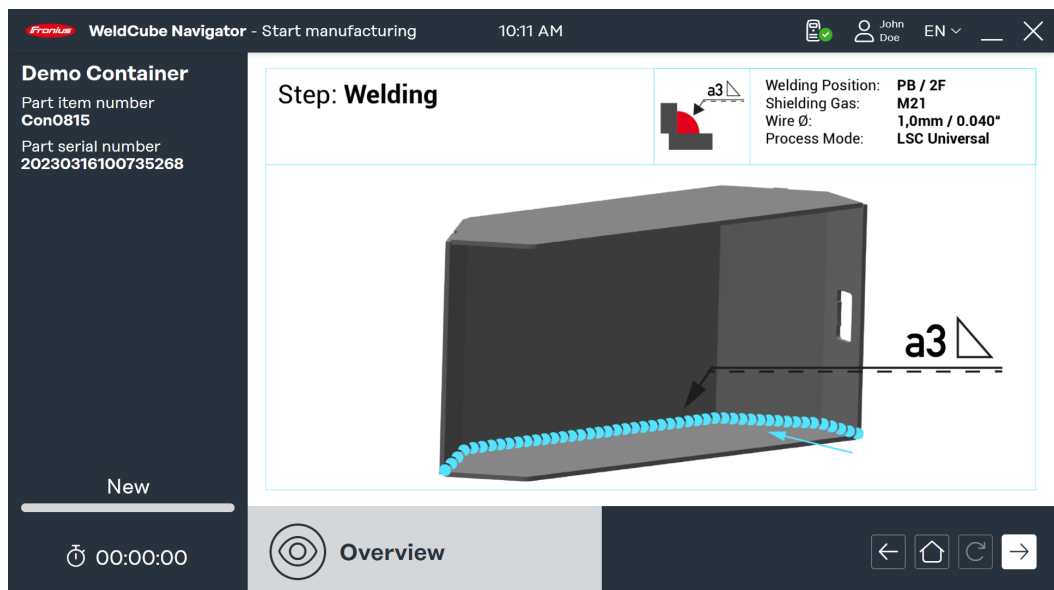 Fronius WeldCube Navigator - Start manufacturing 10:11 AM John Doe EN
Demo Container
Part item number
Con0815
Part serial number
20230316100735268
New
00:00:00
Step: Welding
a3
Welding Position: PB / 2F
Shielding Gas: M21
Wire Ø: 1,0mm / 0.040“
Process Mode: LSC Universal
a3
Overview